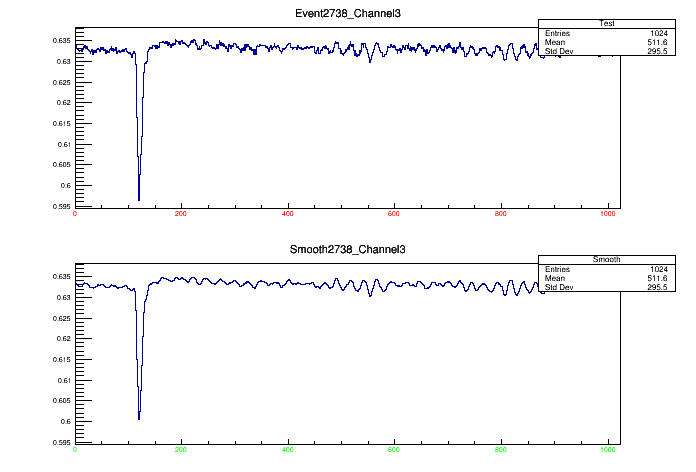 Event2738_Channel3
Test
Entries 1024
Mean 511.6
Std Dev 295.5
0.635
0.63
0.625
0.62
0.615
0.61
0.605
0.6
0.595
0 200 400 600 800 1000
Smooth2738_Channel3
Smooth
Entries 1024
Mean 511.6
Std Dev 295.5
0.635
0.63
0.625
0.62
0.615
0.61
0.605
0.6
0.595
0 200 400 600 800 1000